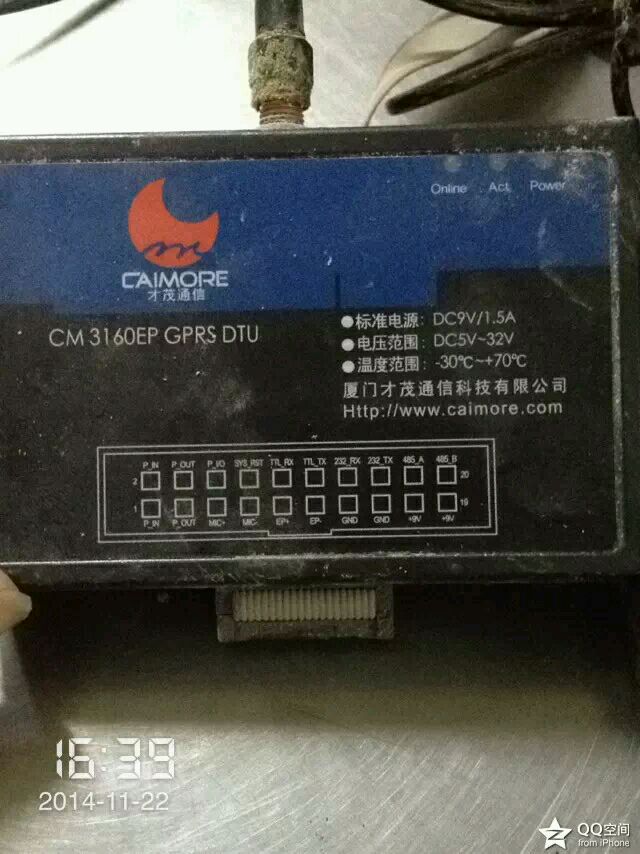 Online Act Power
CAIMORE
才茂通信
CM 3160EP GPRS DTU
●标准电源: DC9V/1.5A
●电压范围: DC5V~32V
●温度范围: -30℃~+70℃
厦门才茂通信科技有限公司
Http://www.caimore.com
P_IN P_OUT P_I/O SYS_RST TTL_RX TTL_TX 232_RX 232_TX 485_A 485_B
2 20
1 19
P_IN P_OUT MIC+ MIC- EP+ EP- GND GND +9V +9V
16:39
2014-11-22
QQ空间
from iPhone